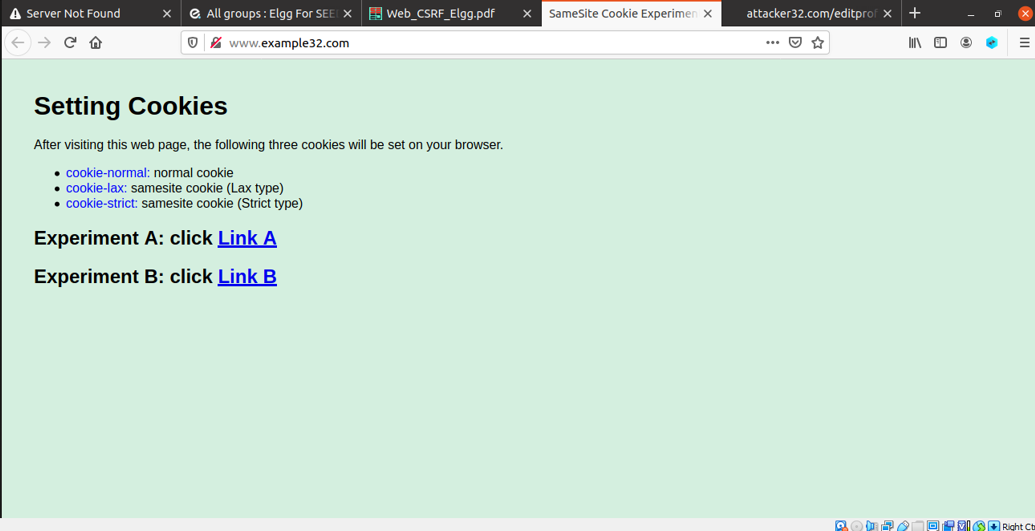 Server Not Found
All groups : Elgg For SEE
Web_CSRF_Elgg.pdf
SameSite Cookie Experimen
attacker32.com/editprof
www.example32.com
Setting Cookies
After visiting this web page, the following three cookies will be set on your browser.
cookie-normal: normal cookie
cookie-lax: samesite cookie (Lax type)
cookie-strict: samesite cookie (Strict type)
Experiment A: click Link A
Experiment B: click Link B
Right Ct